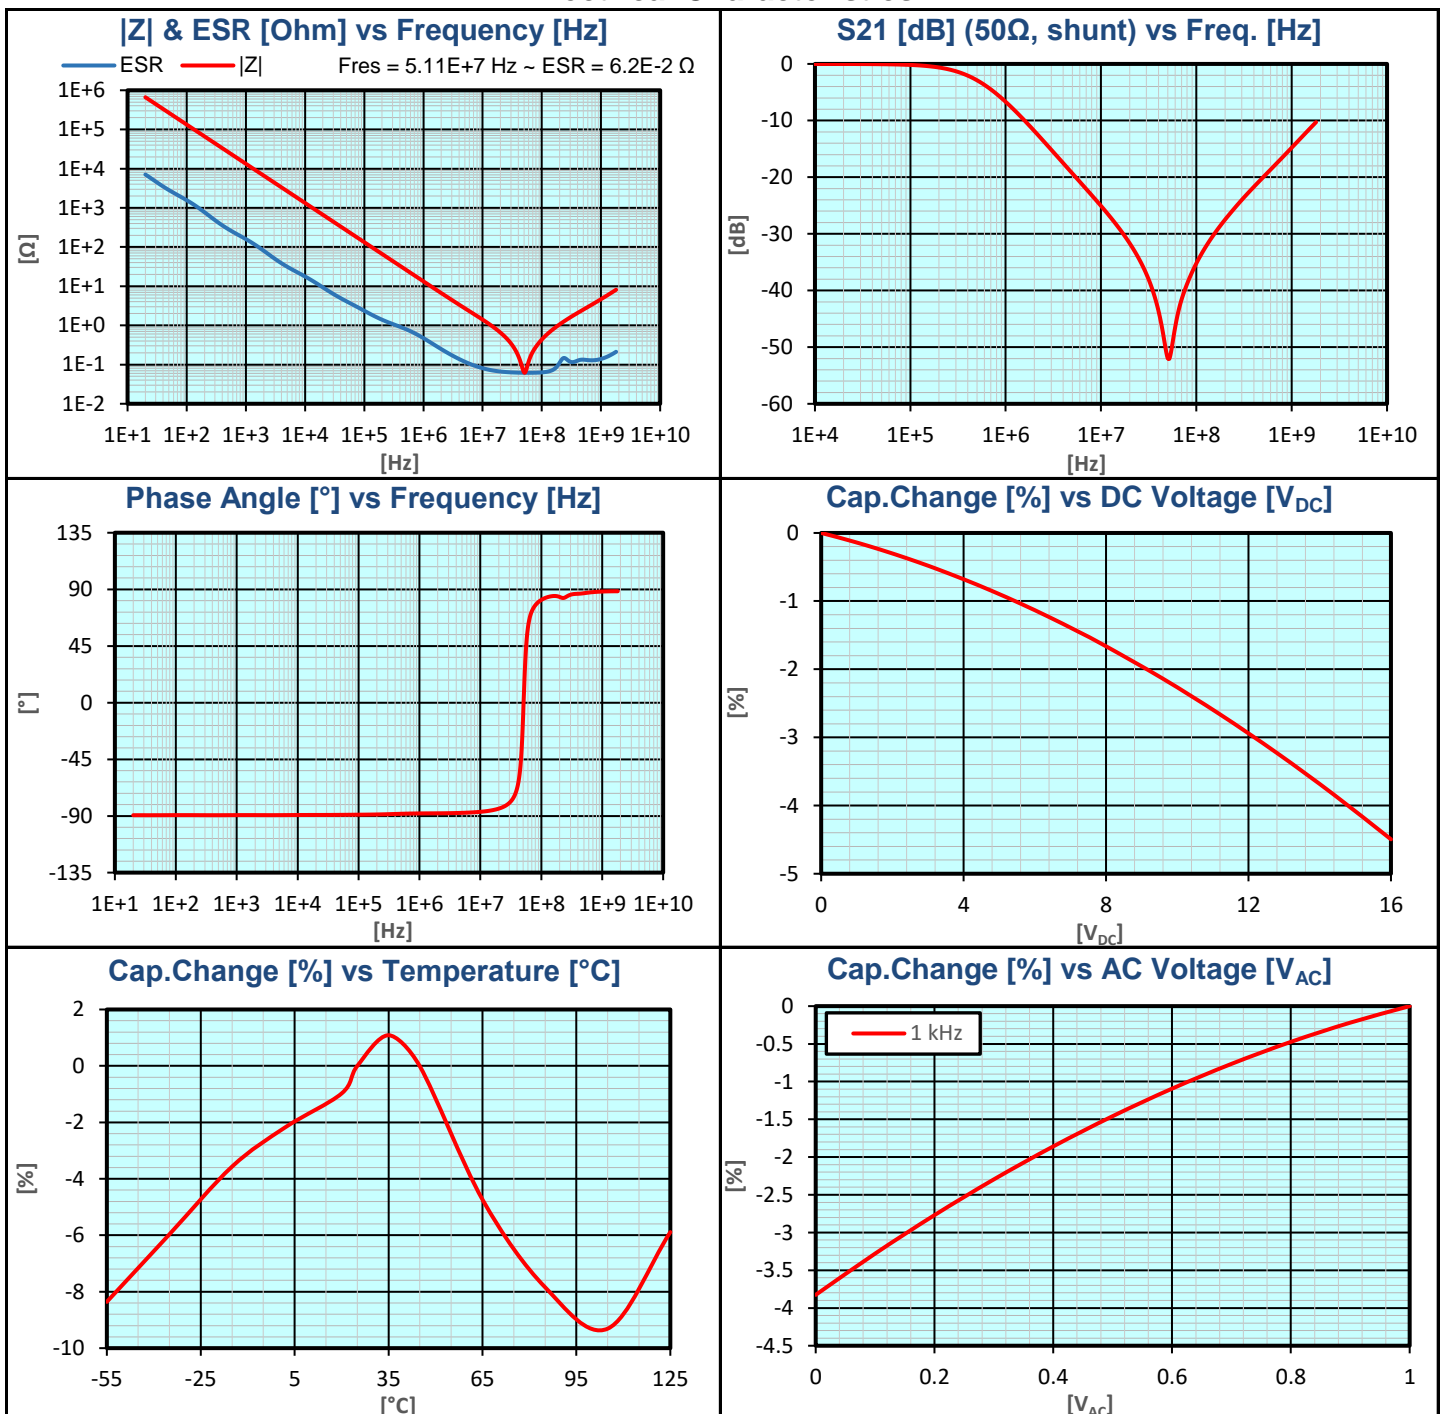 |Z| & ESR [Ohm] vs Frequency [Hz]
ESR |Z| Fres = 5.11E+7 Hz ~ ESR = 6.2E-2 Ω
1E+6
1E+5
1E+4
1E+3
1E+2
1E+1
1E+0
1E-1
1E-2
[Ω]
1E+1 1E+2 1E+3 1E+4 1E+5 1E+6 1E+7 1E+8 1E+9 1E+10
[Hz]
S21 [dB] (50Ω, shunt) vs Freq. [Hz]
0
-10
-20
-30
-40
-50
-60
[dB]
1E+4 1E+5 1E+6 1E+7 1E+8 1E+9 1E+10
[Hz]
Phase Angle [°] vs Frequency [Hz]
135
90
45
0
-45
-90
-135
[°]
1E+1 1E+2 1E+3 1E+4 1E+5 1E+6 1E+7 1E+8 1E+9 1E+10
[Hz]
Cap.Change [%] vs DC Voltage [VDC]
0
-1
-2
-3
-4
-5
[%]
0 4 8 12 16
[VDC]
Cap.Change [%] vs Temperature [°C]
2
0
-2
-4
-6
-8
-10
[%]
-55 -25 5 35 65 95 125
[°C]
Cap.Change [%] vs AC Voltage [VAC]
1 kHz
0
-0.5
-1
-1.5
-2
-2.5
-3
-3.5
-4
-4.5
[%]
0 0.2 0.4 0.6 0.8 1
[VAC]